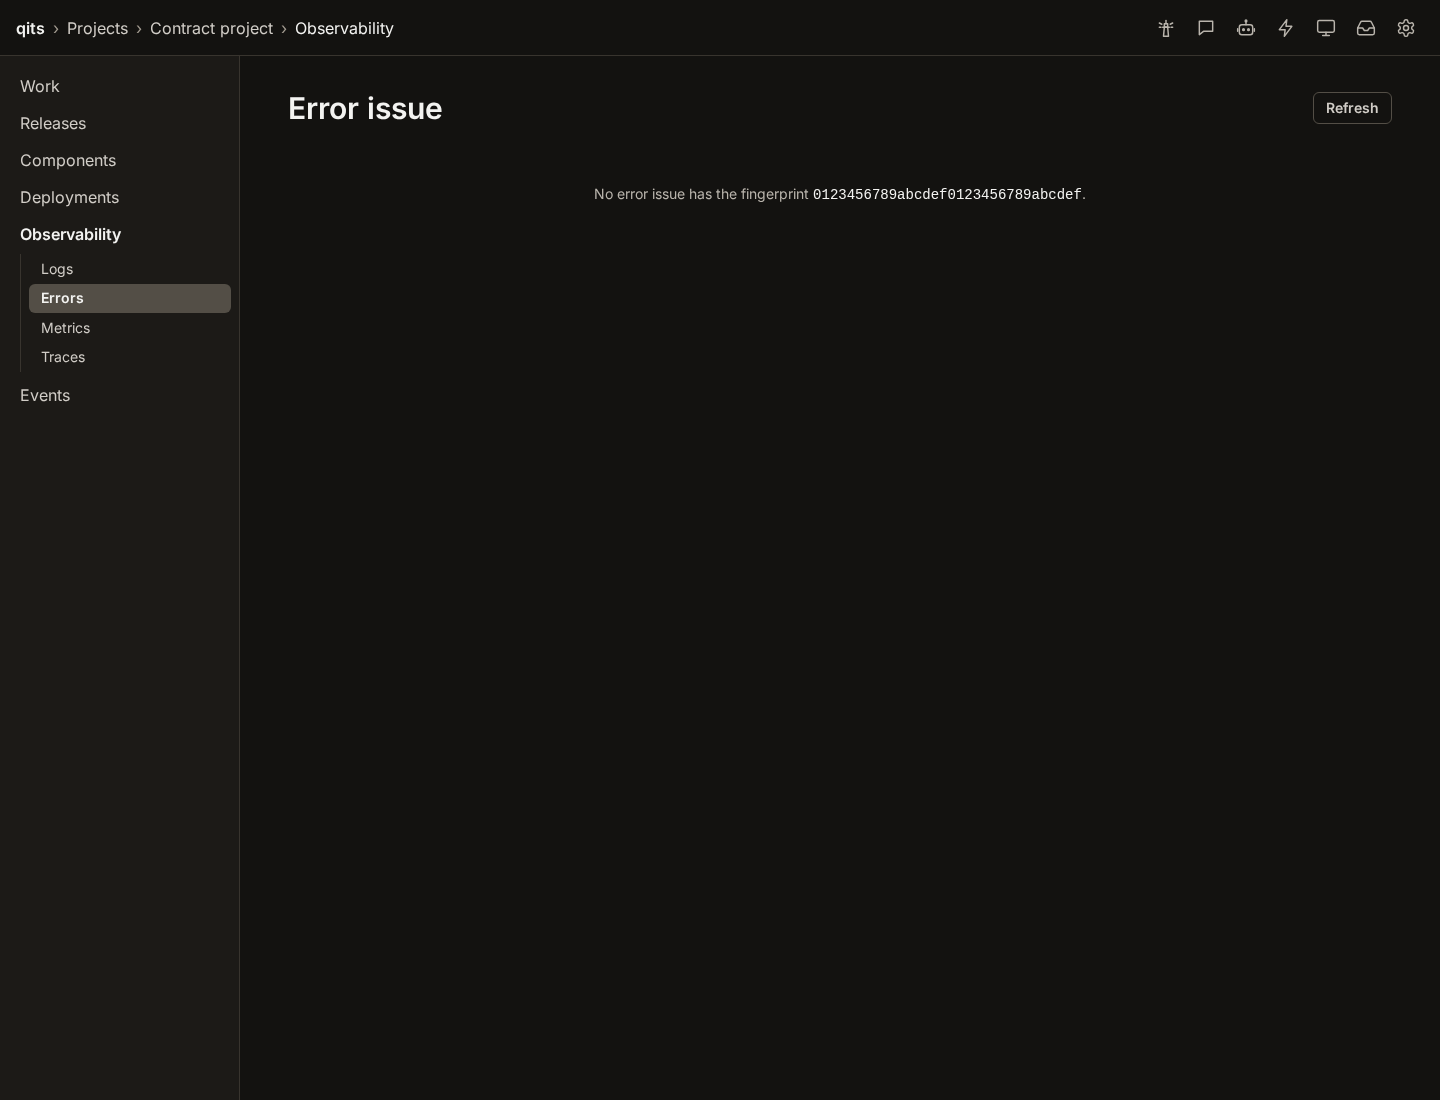 qits › Projects › Contract project › Observability
Work
Releases
Components
Deployments
Observability
Logs
Errors
Metrics
Traces
Events
Error issue
Refresh
No error issue has the fingerprint 0123456789abcdef0123456789abcdef.